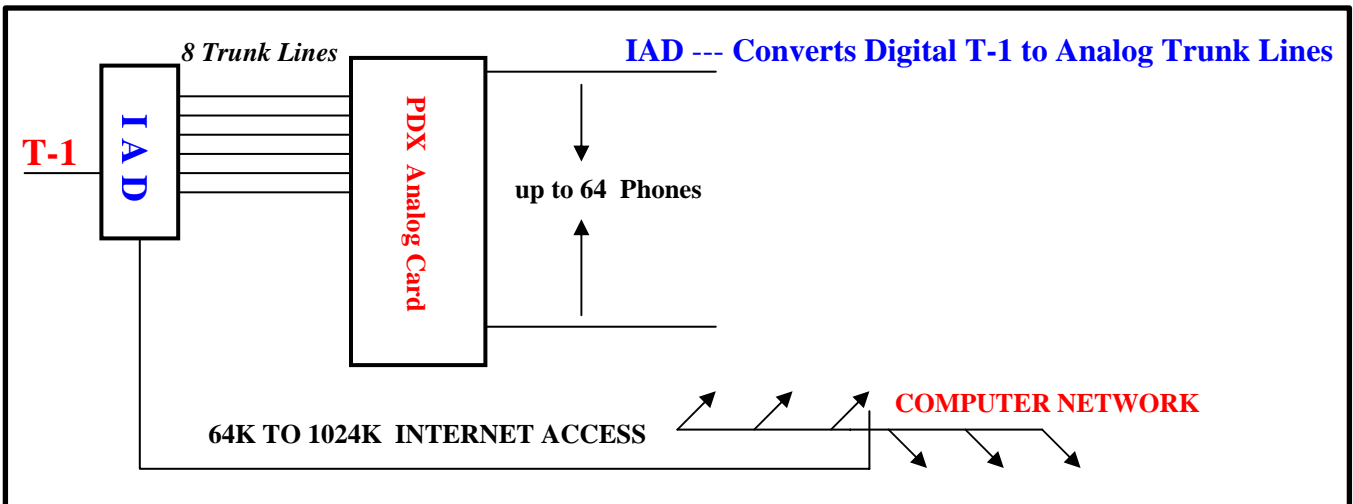 8 Trunk Lines
IAD --- Converts Digital T-1 to Analog Trunk Lines
T-1
I A D
PDX Analog Card
up to 64 Phones
COMPUTER NETWORK
64K TO 1024K INTERNET ACCESS